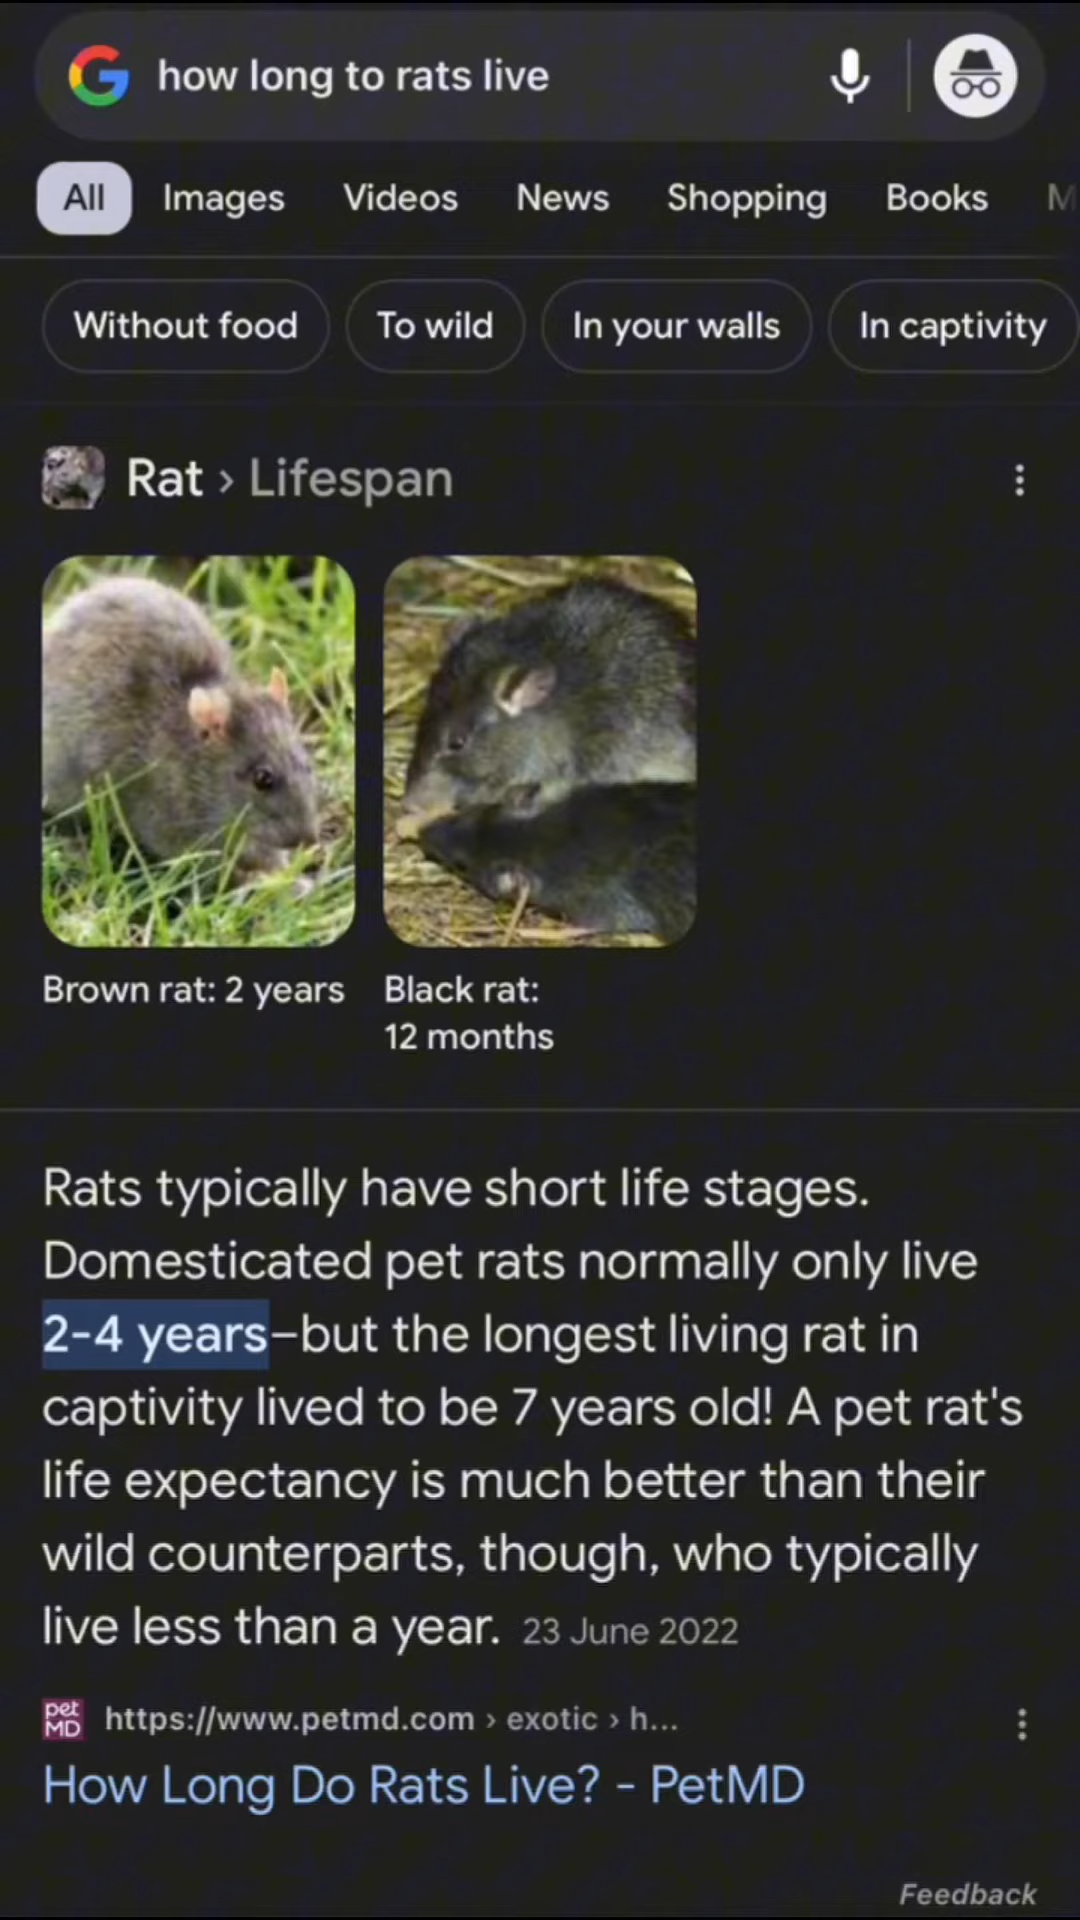 how long to rats live
All Images Videos News Shopping Books M
Without food To wild In your walls In captivity
Rat › Lifespan
Brown rat: 2 years
Black rat:
12 months
Rats typically have short life stages.
Domesticated pet rats normally only live
2-4 years–but the longest living rat in
captivity lived to be 7 years old! A pet rat's
life expectancy is much better than their
wild counterparts, though, who typically
live less than a year. 23 June 2022
pet
MD
https://www.petmd.com › exotic › h...
How Long Do Rats Live? - PetMD
Feedback